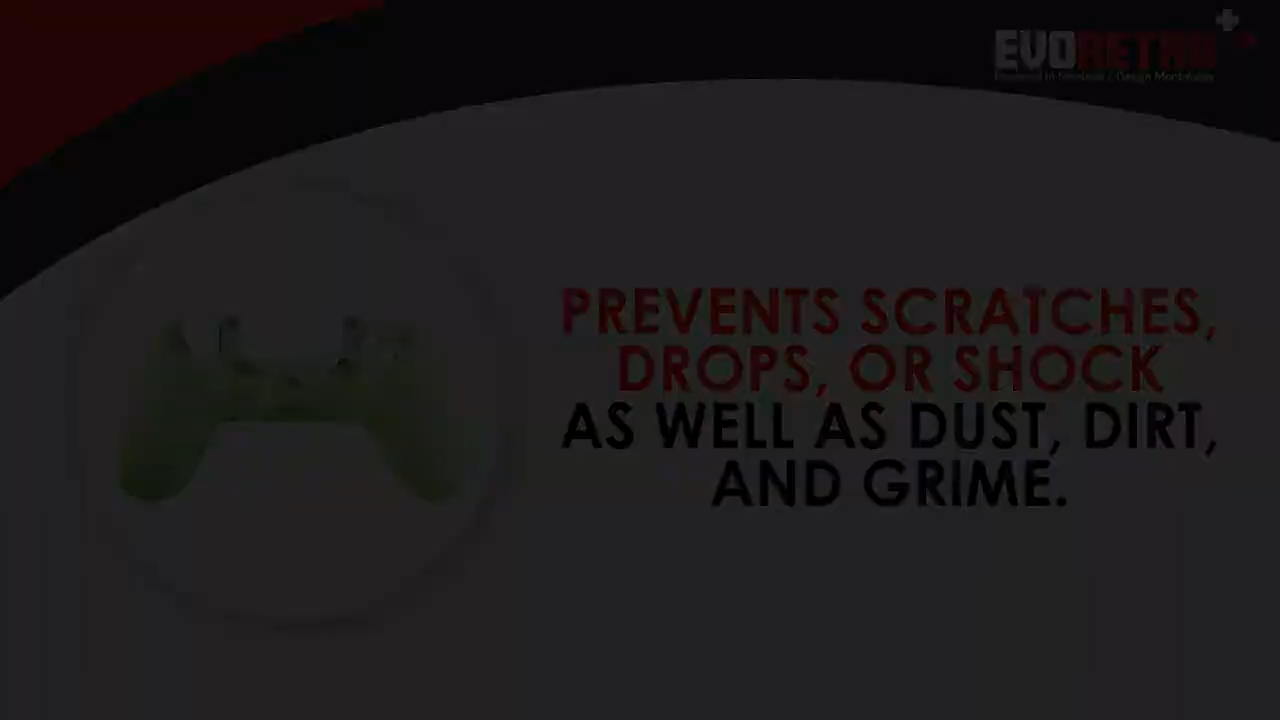 EVORETRO
PREVENTS SCRATCHES,
DROPS, OR SHOCK
AS WELL AS DUST, DIRT,
AND GRIME.